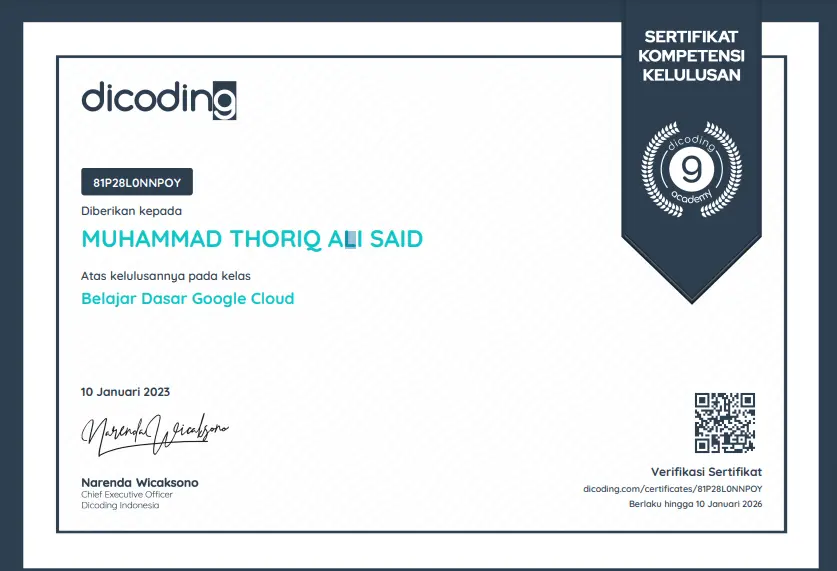 SERTIFIKAT
KOMPETENSI
KELULUSAN
dicoding
dicoding
academy
81P28L0NNPOY
Diberikan kepada
MUHAMMAD THORIQ ALI SAID
Atas kelulusannya pada kelas
Belajar Dasar Google Cloud
10 Januari 2023
Narenda Wicaksono
Narenda Wicaksono
Chief Executive Officer
Dicoding Indonesia
Verifikasi Sertifikat
dicoding.com/certificates/81P28L0NNPOY
Berlaku hingga 10 Januari 2026